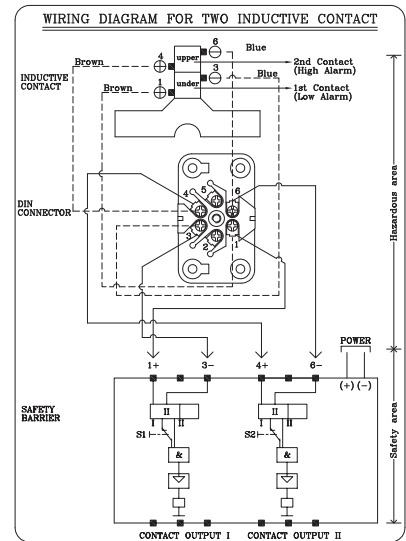 WIRING DIAGRAM FOR TWO INDUCTIVE CONTACT
6
Blue
4
upper
Brown
2nd Contact
(High Alarm)
3
INDUCTIVE
CONTACT
Blue
1
under
Brown
1st Contact
(Low Alarm)
Hazardous area
5
4
6
DIN
CONNECTOR
3
2
1
POWER
1+
3-
4+
6-
(+) (-)
SAFETY
BARRIER
II
II
I
II
I
II
S1
S2
&
&
Safety area
CONTACT OUTPUT I
CONTACT OUTPUT II